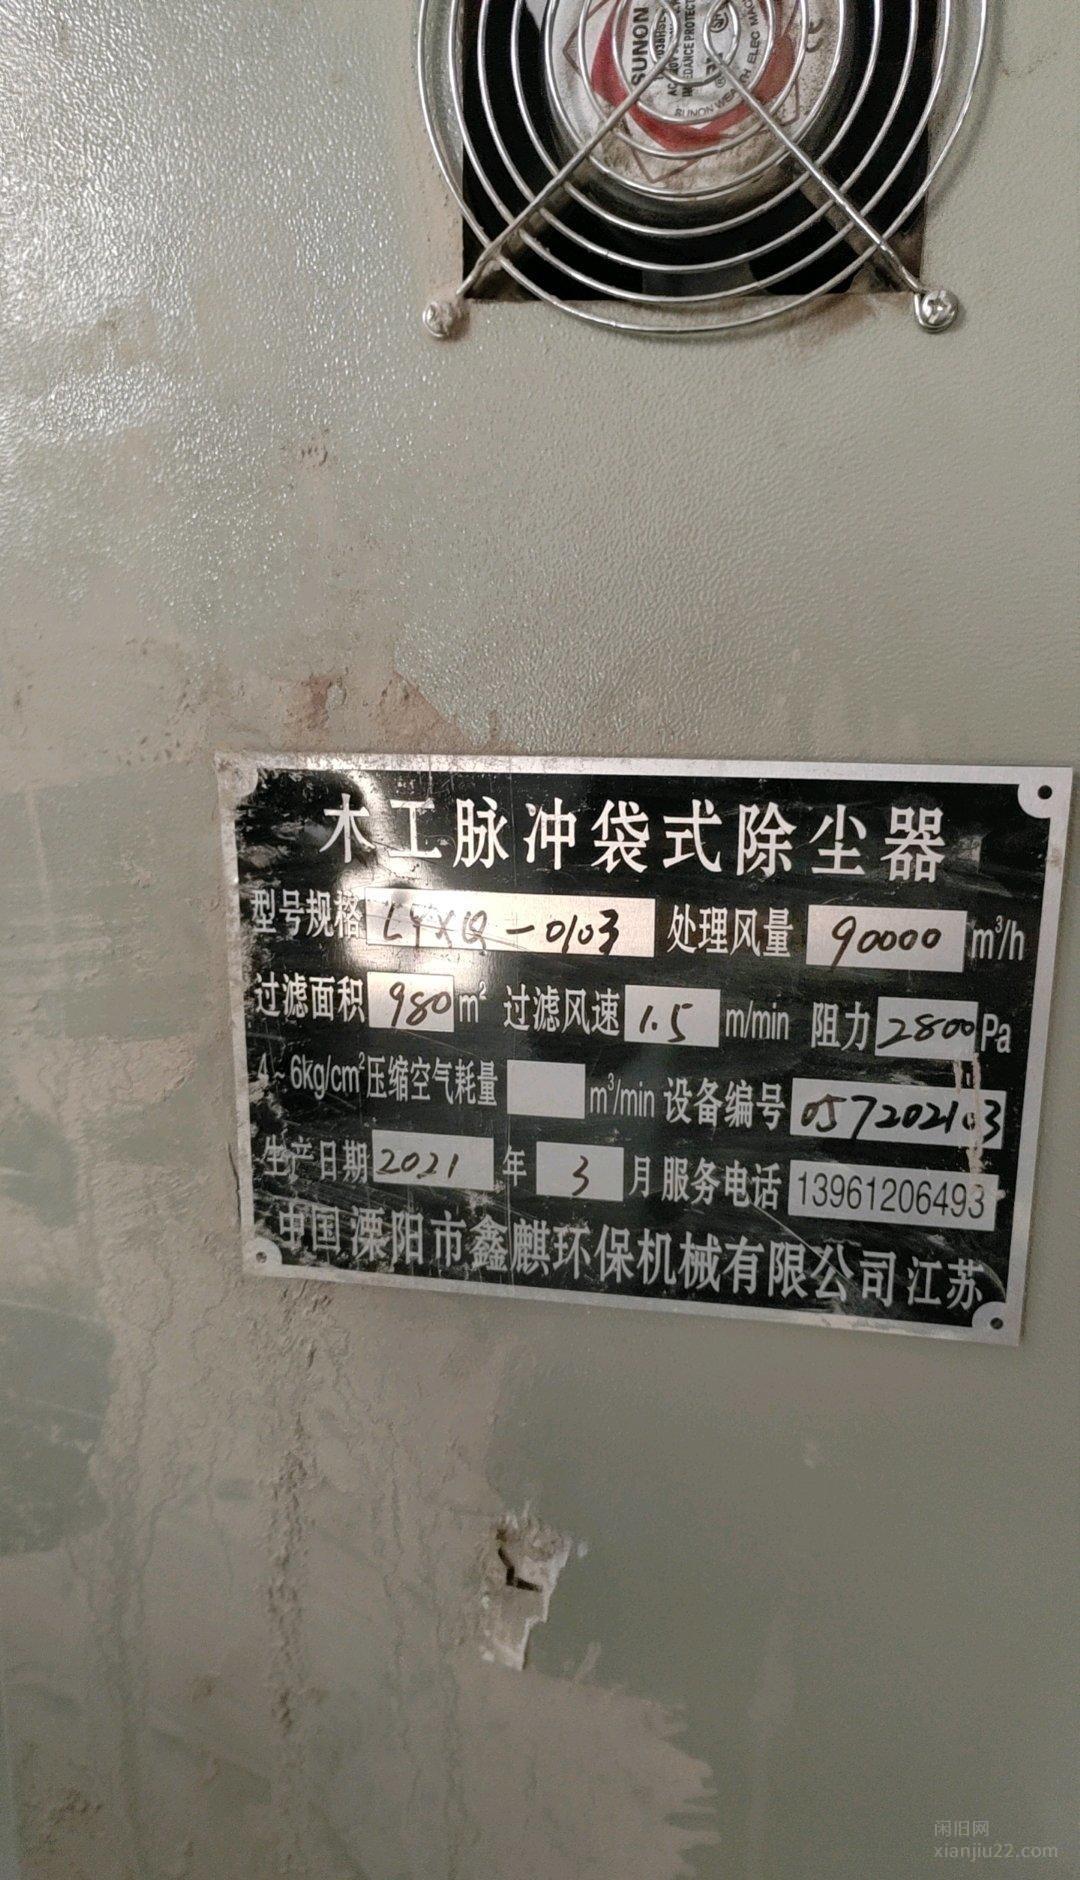 SUNON
木工脉冲袋式除尘器
型号规格 LYXQ-0103 处理风量 90000 m³/h
过滤面积 980 m² 过滤风速 1.5 m/min 阻力 2800 Pa
4~6kg/cm²压缩空气耗量 m³/min 设备编号 057202103
生产日期 2021 年 3 月 服务电话 13961206493
中国溧阳市鑫麒环保机械有限公司江苏
闲旧网
xianjiu22.com